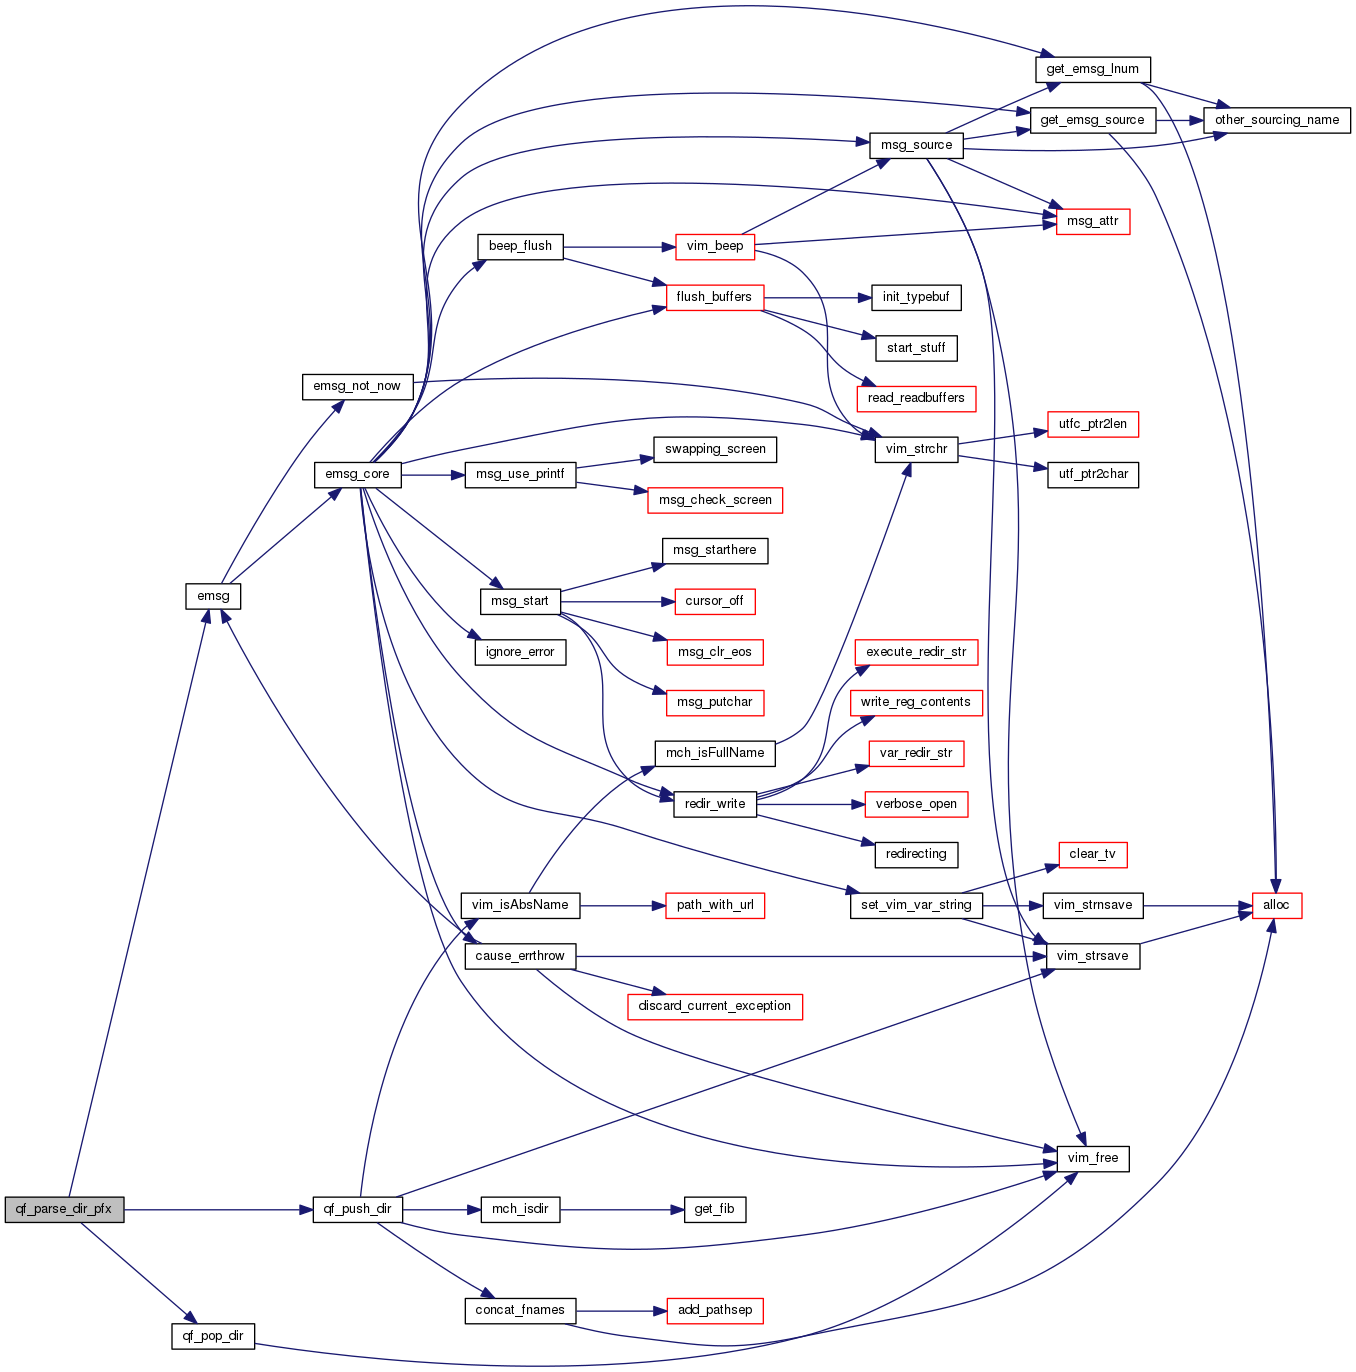 get_emsg_lnum
get_emsg_source
other_sourcing_name
msg_source
msg_attr
beep_flush
vim_beep
flush_buffers
init_typebuf
start_stuff
emsg_not_now
read_readbuffers
utfc_ptr2len
swapping_screen
vim_strchr
emsg_core
msg_use_printf
utf_ptr2char
msg_check_screen
msg_starthere
emsg
msg_start
cursor_off
ignore_error
msg_clr_eos
execute_redir_str
msg_putchar
write_reg_contents
mch_isFullName
var_redir_str
redir_write
verbose_open
redirecting
clear_tv
vim_isAbsName
path_with_url
set_vim_var_string
vim_strnsave
alloc
cause_errthrow
vim_strsave
discard_current_exception
vim_free
qf_parse_dir_pfx
qf_push_dir
mch_isdir
get_fib
concat_fnames
add_pathsep
qf_pop_dir